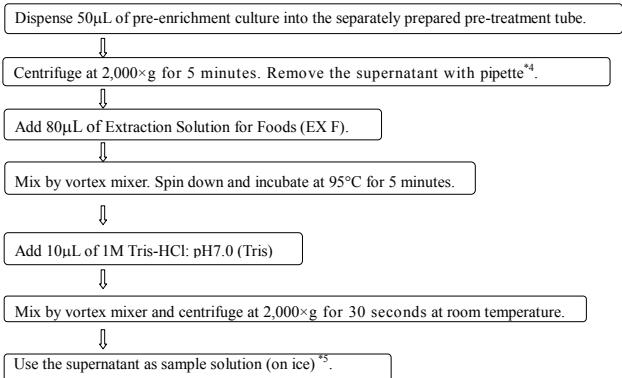 Dispense 50μL of pre-enrichment culture into the separately prepared pre-treatment tube.
Centrifuge at 2,000×g for 5 minutes. Remove the supernatant with pipette*4.
Add 80μL of Extraction Solution for Foods (EX F).
Mix by vortex mixer. Spin down and incubate at 95°C for 5 minutes.
Add 10μL of 1M Tris-HCl: pH7.0 (Tris)
Mix by vortex mixer and centrifuge at 2,000×g for 30 seconds at room temperature.
Use the supernatant as sample solution (on ice) *5.